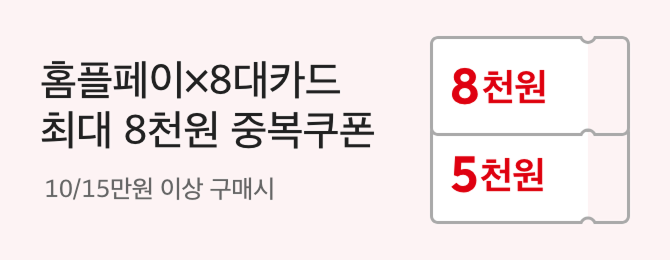 홈플페이×8대카드
최대 8천원 중복쿠폰
10/15만원 이상 구매시
8천원
5천원